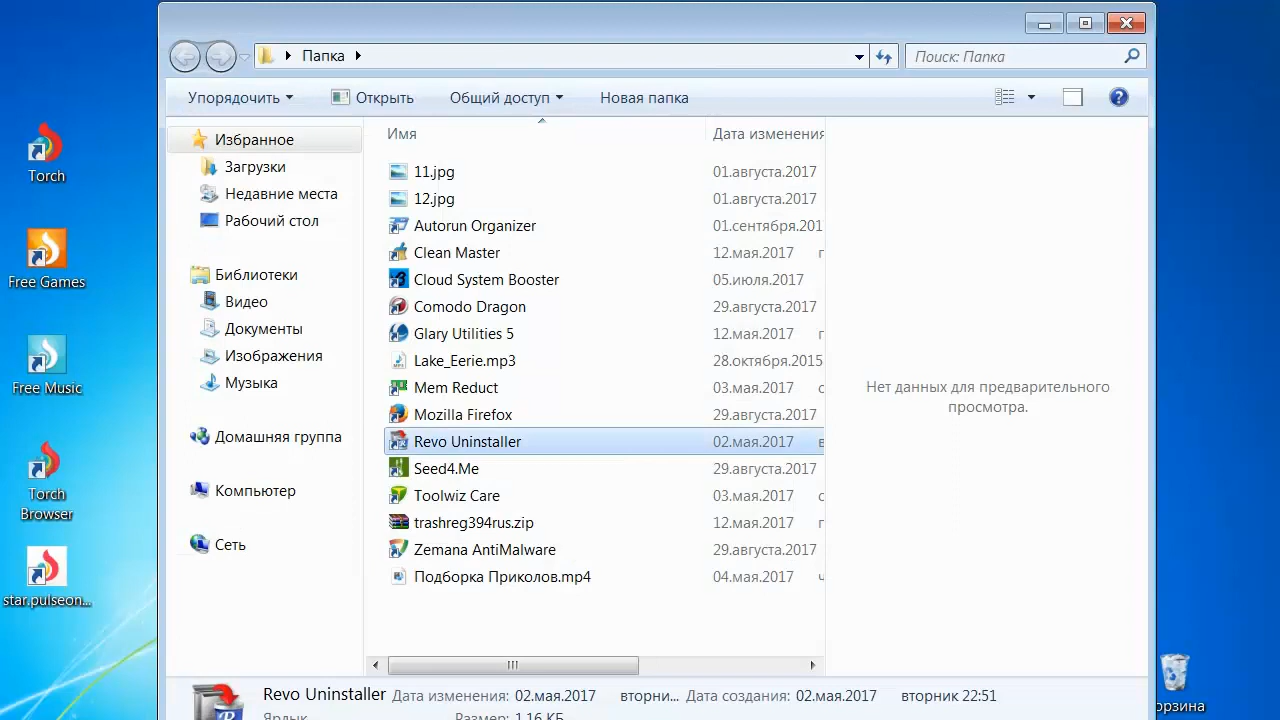 Папка
Поиск: Папка
Упорядочить
Открыть
Общий доступ
Новая папка
Torch
Free Games
Free Music
Torch
Browser
star.pulseon...
Избранное
Загрузки
Недавние места
Рабочий стол
Библиотеки
Видео
Документы
Изображения
Музыка
Домашняя группа
Компьютер
Сеть
Имя Дата изменения
11.jpg 01.августа.2017
12.jpg 01.августа.2017
Autorun Organizer 01.сентября.201
Clean Master 12.мая.2017 п
Cloud System Booster 05.июля.2017
Comodo Dragon 29.августа.2017
Glary Utilities 5 12.мая.2017 п
Lake_Eerie.mp3 28.октября.2015
Mem Reduct 03.мая.2017 с
Mozilla Firefox 29.августа.2017
Revo Uninstaller 02.мая.2017 в
Seed4.Me 29.августа.2017
Toolwiz Care 03.мая.2017 с
trashreg394rus.zip 12.мая.2017 п
Zemana AntiMalware 29.августа.2017
Подборка Приколов.mp4 04.мая.2017 ч
Нет данных для предварительного
просмотра.
Revo Uninstaller Дата изменения: 02.мая.2017 вторни... Дата создания: 02.мая.2017 вторник 22:51
Ярлык Размер: 1,16 КБ
орзина